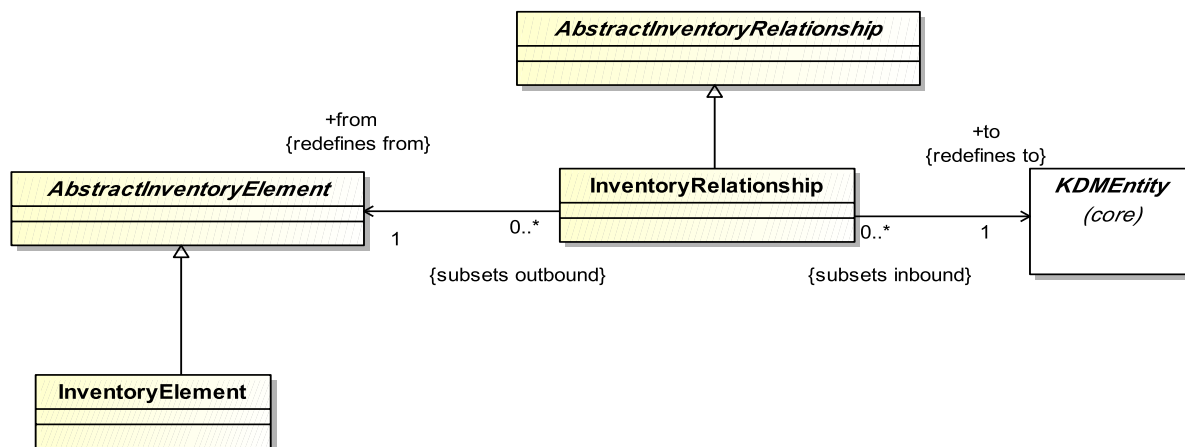 AbstractInventoryRelationship
+from
{redefines from}
+to
{redefines to}
AbstractInventoryElement
InventoryRelationship
KDMEntity
(core)
1
0..*
0..*
1
{subsets outbound}
{subsets inbound}
InventoryElement